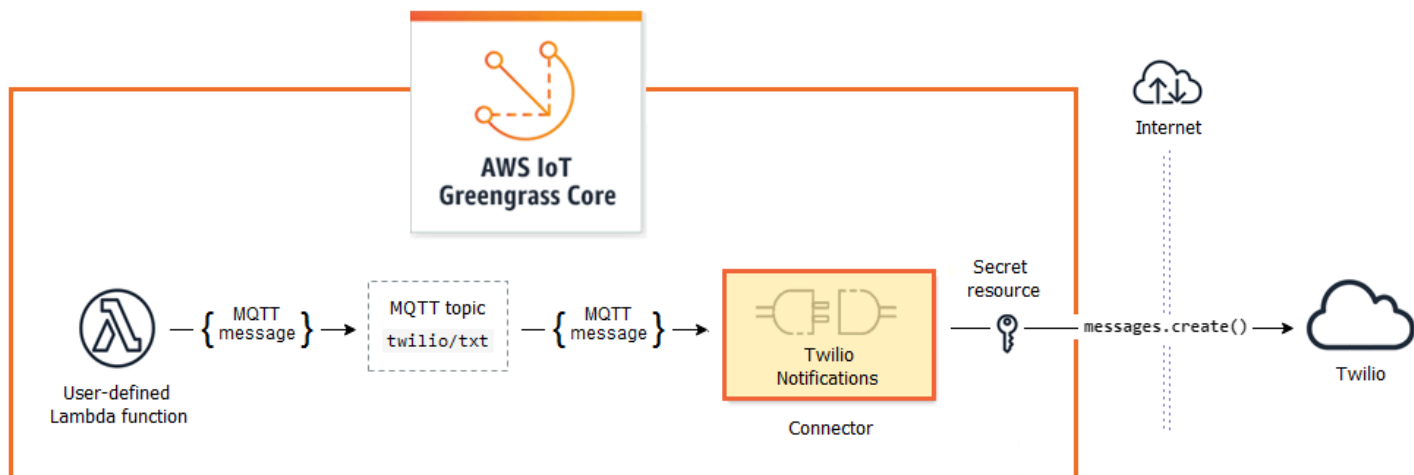 AWS IoT
Greengrass Core
Internet
User-defined
Lambda function
{ MQTT
message }
MQTT topic
twilio/txt
{ MQTT
message }
Twilio
Notifications
Connector
Secret
resource
messages.create()
Twilio